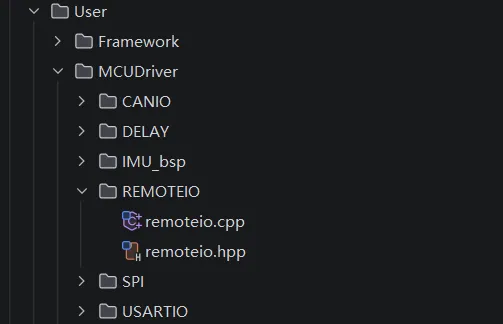 User
Framework
MCUDriver
CANIO
DELAY
IMU_bsp
REMOTEIO
remoteio.cpp
remoteio.hpp
SPI
USARTIO